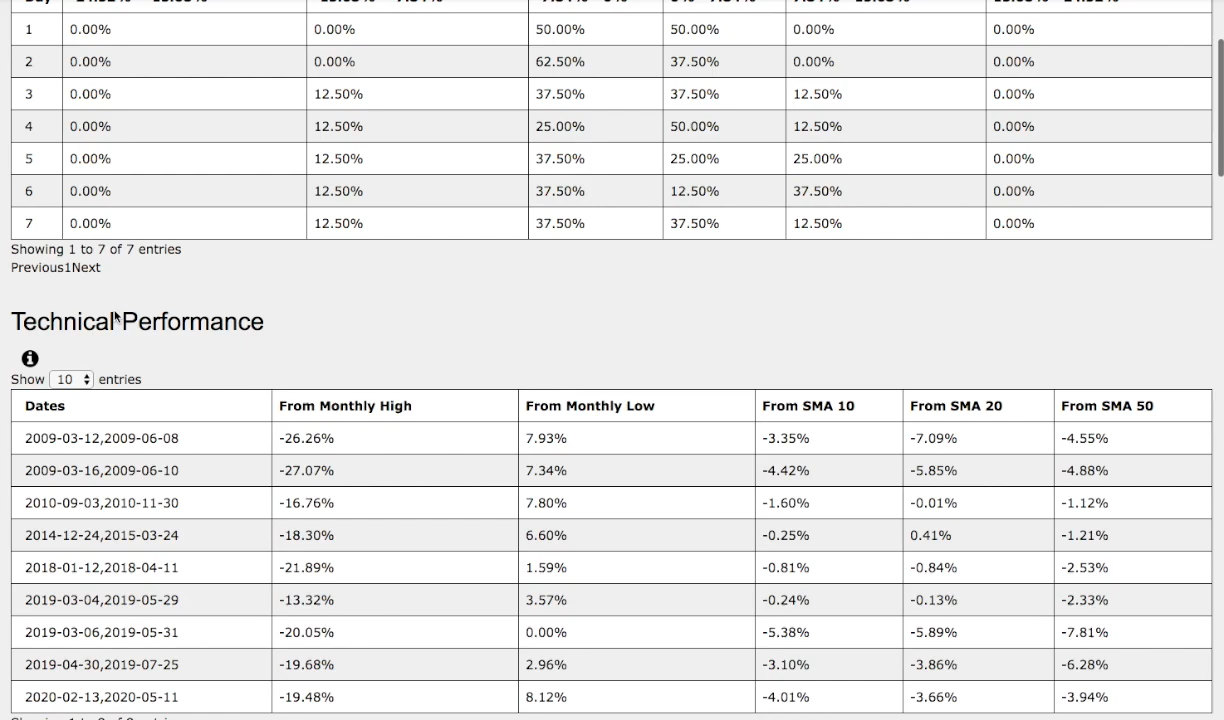 1 0.00% 0.00% 50.00% 50.00% 0.00% 0.00%
2 0.00% 0.00% 62.50% 37.50% 0.00% 0.00%
3 0.00% 12.50% 37.50% 37.50% 12.50% 0.00%
4 0.00% 12.50% 25.00% 50.00% 12.50% 0.00%
5 0.00% 12.50% 37.50% 25.00% 25.00% 0.00%
6 0.00% 12.50% 37.50% 12.50% 37.50% 0.00%
7 0.00% 12.50% 37.50% 37.50% 12.50% 0.00%
Showing 1 to 7 of 7 entries
Previous1Next
Technical Performance
Show 10 entries
Dates From Monthly High From Monthly Low From SMA 10 From SMA 20 From SMA 50
2009-03-12,2009-06-08 -26.26% 7.93% -3.35% -7.09% -4.55%
2009-03-16,2009-06-10 -27.07% 7.34% -4.42% -5.85% -4.88%
2010-09-03,2010-11-30 -16.76% 7.80% -1.60% -0.01% -1.12%
2014-12-24,2015-03-24 -18.30% 6.60% -0.25% 0.41% -1.21%
2018-01-12,2018-04-11 -21.89% 1.59% -0.81% -0.84% -2.53%
2019-03-04,2019-05-29 -13.32% 3.57% -0.24% -0.13% -2.33%
2019-03-06,2019-05-31 -20.05% 0.00% -5.38% -5.89% -7.81%
2019-04-30,2019-07-25 -19.68% 2.96% -3.10% -3.86% -6.28%
2020-02-13,2020-05-11 -19.48% 8.12% -4.01% -3.66% -3.94%